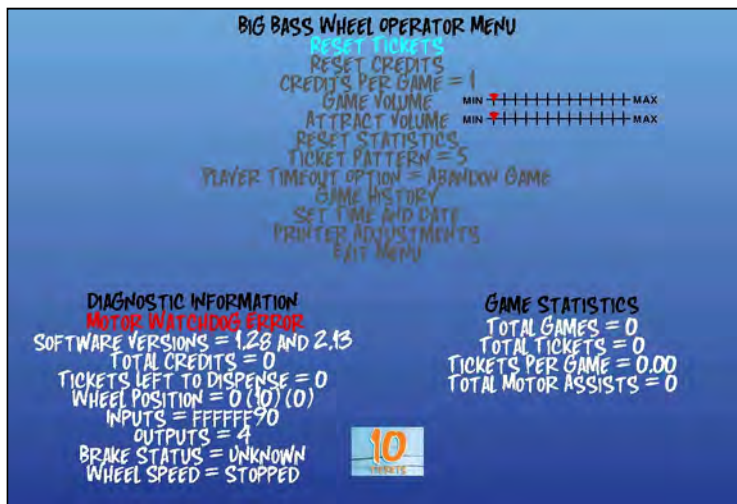 BIG BASS WHEEL OPERATOR MENU
RESET TICKETS
RESET CREDITS
CREDITS PER GAME = 1
GAME VOLUME MIN MAX
ATTRACT VOLUME MIN MAX
RESET STATISTICS
TICKET PATTERN = 5
PLAYER TIMEOUT OPTION = ABANDON GAME
GAME HISTORY
SET TIME AND DATE
PRINTER ADJUSTMENTS
EXIT MENU
DIAGNOSTIC INFORMATION
MOTOR WATCHDOG ERROR
SOFTWARE VERSIONS = 1.28 AND 2.13
TOTAL CREDITS = 0
TICKETS LEFT TO DISPENSE = 0
WHEEL POSITION = 0 (10) (0)
INPUTS = FFFFFF90
OUTPUTS = 4
BRAKE STATUS = UNKNOWN
WHEEL SPEED = STOPPED
GAME STATISTICS
TOTAL GAMES = 0
TOTAL TICKETS = 0
TICKETS PER GAME = 0.00
TOTAL MOTOR ASSISTS = 0
10
TICKETS